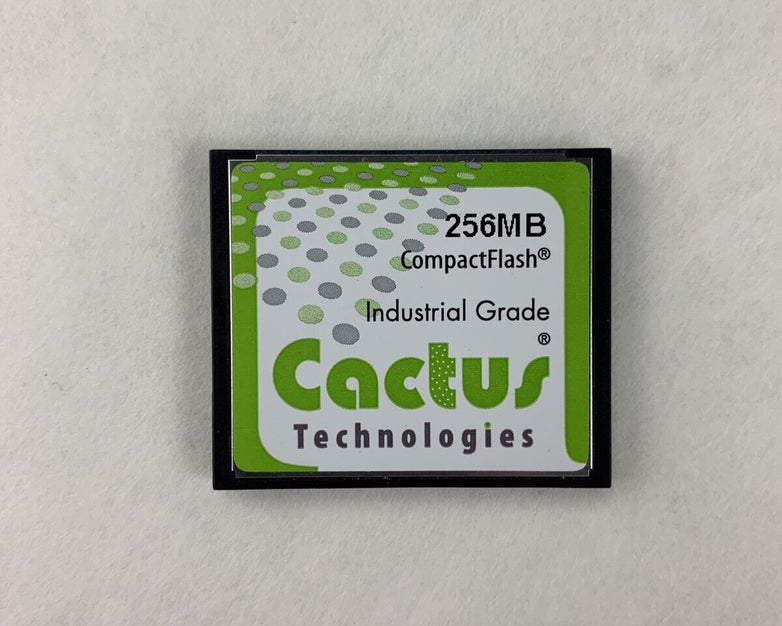 256MB
CompactFlash®
Industrial Grade
Cactus®
Technologies